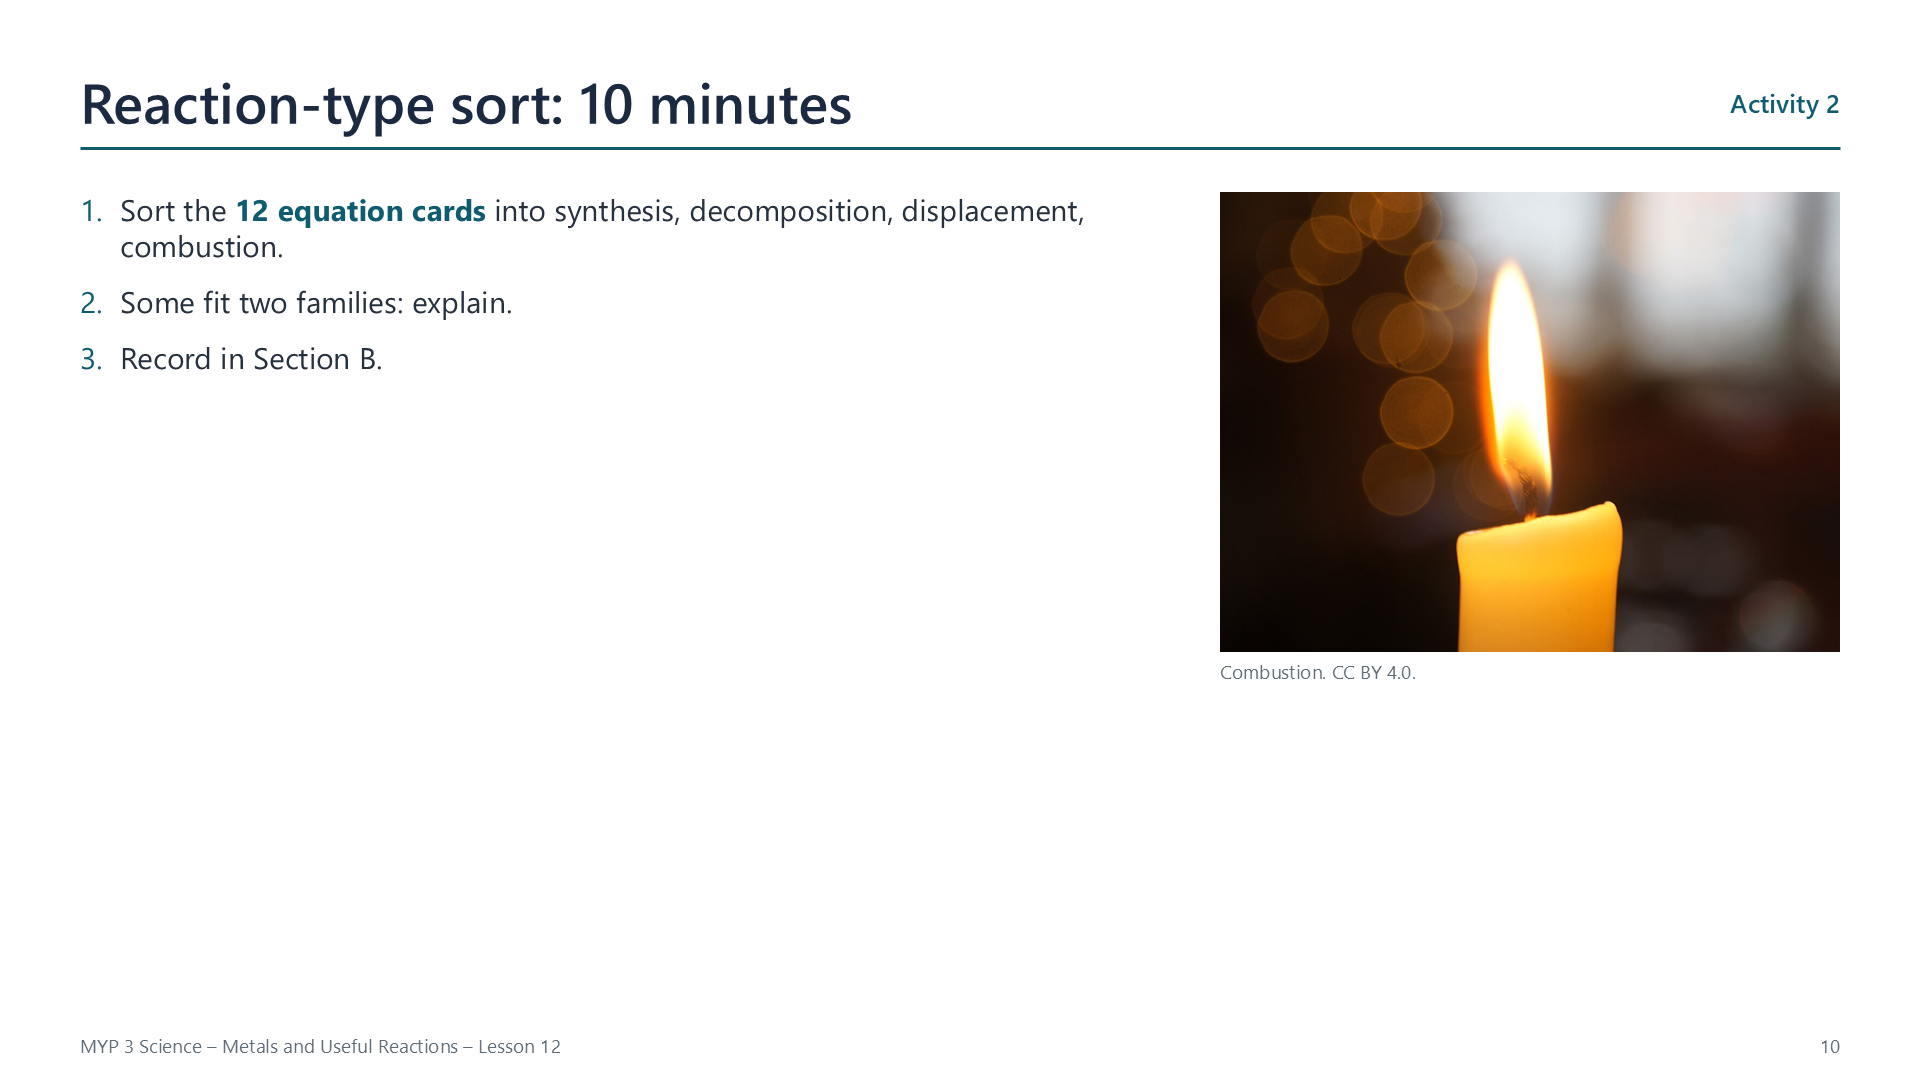 Reaction-type sort: 10 minutes
Activity 2
1. Sort the 12 equation cards into synthesis, decomposition, displacement,
combustion.
2. Some fit two families: explain.
3. Record in Section B.
Combustion. CC BY 4.0.
MYP 3 Science – Metals and Useful Reactions – Lesson 12
10